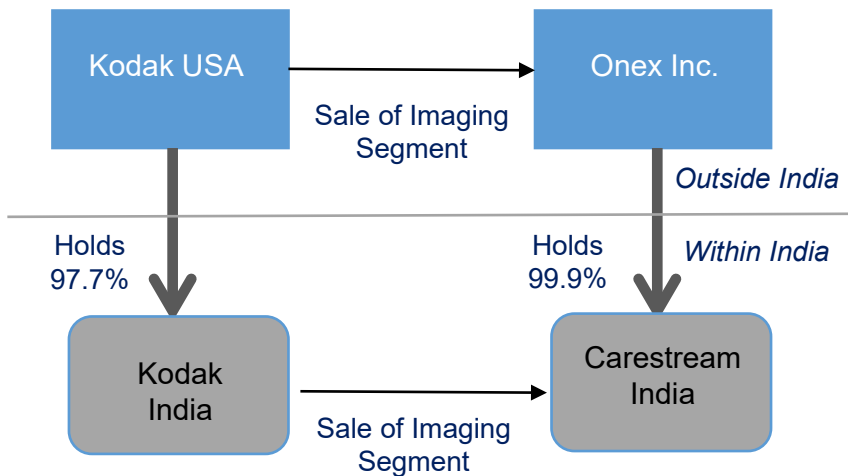 Kodak USA
Onex Inc.
Sale of Imaging
Segment
Outside India
Holds
97.7%
Holds
99.9%
Within India
Kodak
India
Carestream
India
Sale of Imaging
Segment